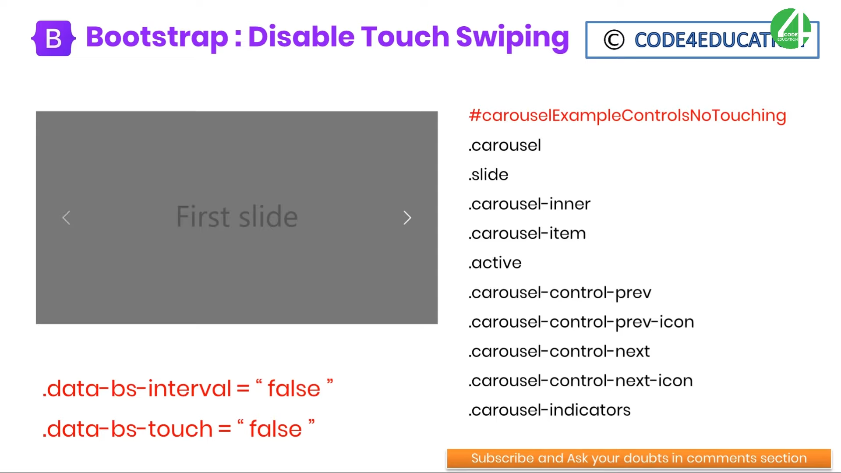 B Bootstrap : Disable Touch Swiping
© CODE4EDUCATION
First slide
#carouselExampleControlsNoTouching
.carousel
.slide
.carousel-inner
.carousel-item
.active
.carousel-control-prev
.carousel-control-prev-icon
.carousel-control-next
.carousel-control-next-icon
.carousel-indicators
.data-bs-interval = “ false ”
.data-bs-touch = “ false ”
Subscribe and Ask your doubts in comments section